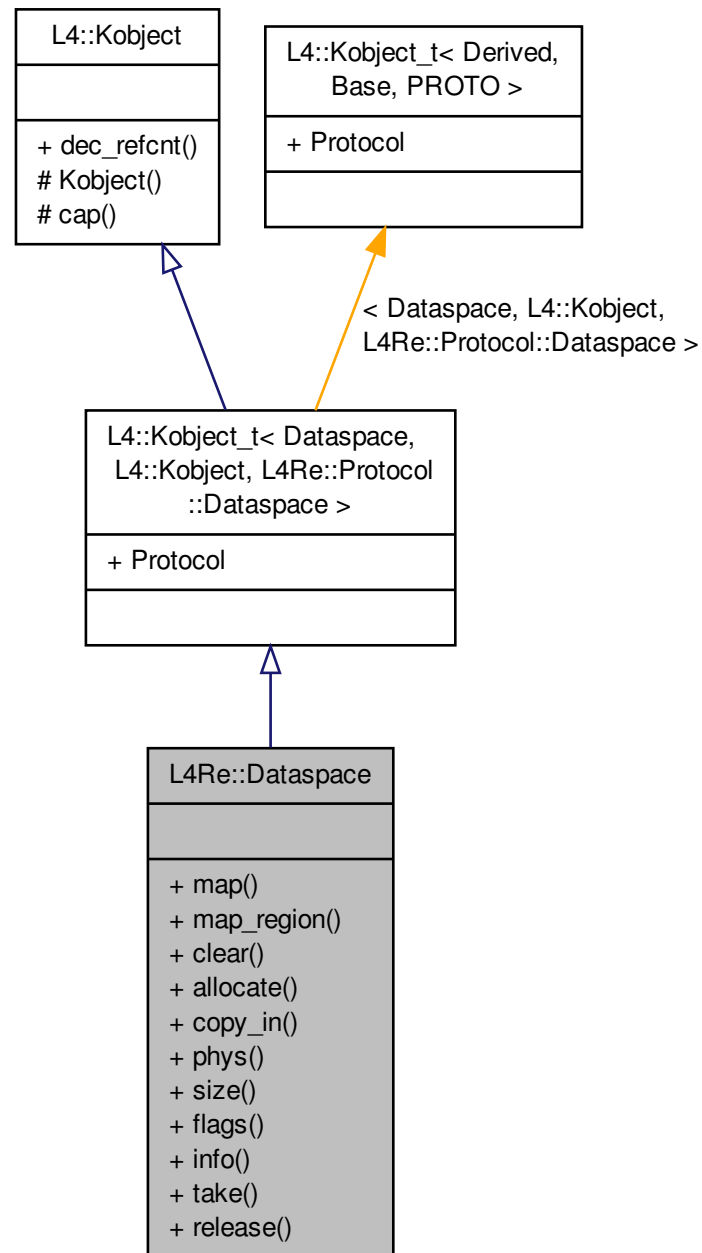 L4::Kobject
+ dec_refcnt()
# Kobject()
# cap()
L4::Kobject_t< Derived,
Base, PROTO >
+ Protocol
< Dataspace, L4::Kobject,
L4Re::Protocol::Dataspace >
L4::Kobject_t< Dataspace,
L4::Kobject, L4Re::Protocol
::Dataspace >
+ Protocol
L4Re::Dataspace
+ map()
+ map_region()
+ clear()
+ allocate()
+ copy_in()
+ phys()
+ size()
+ flags()
+ info()
+ take()
+ release()